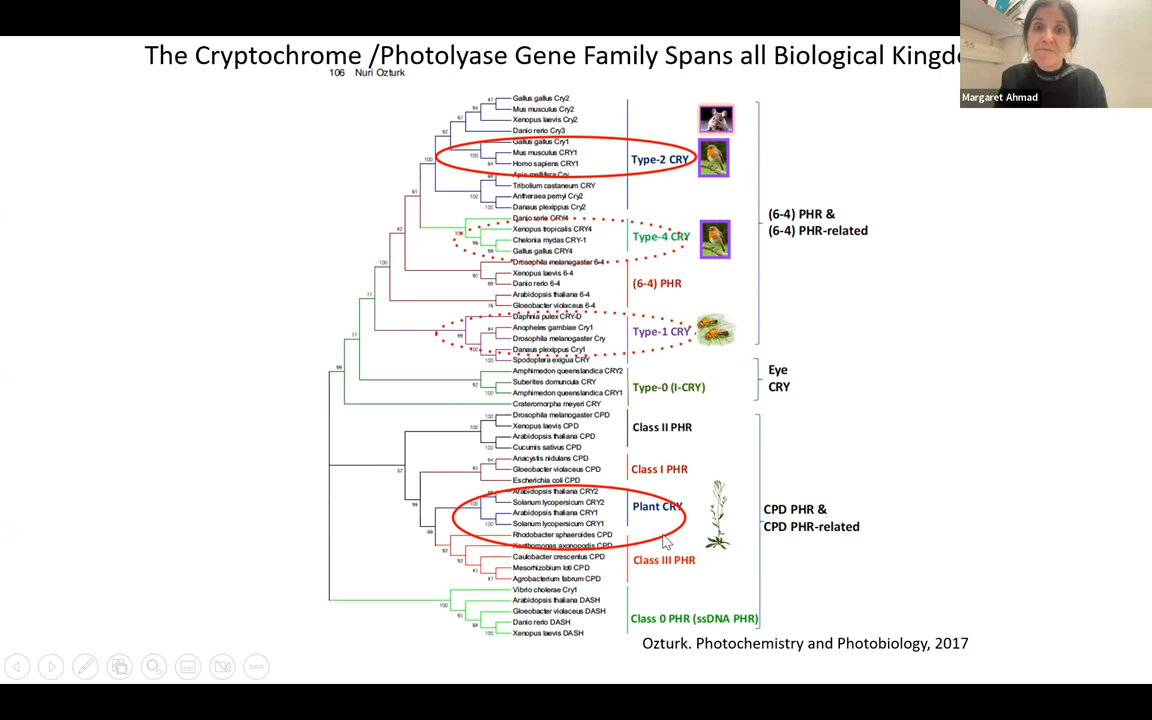 The Cryptochrome /Photolyase Gene Family Spans all Biological Kingd
Margaret Ahmad
106 Nuri Ozturk
Gallus gallus Cry2
Mus musculus Cry2
Xenopus laevis Cry2
Danio rerio Cry3
Gallus gallus Cry1
Mus musculus CRY1
Homo sapiens CRY1
Apis mellifera Cry
Tribolium castaneum CRY
Antheraea pernyi Cry2
Danaus plexippus Cry2
Type-2 CRY
Danio rerio CRY4
Xenopus tropicalis CRY4
Chelonia mydas CRY-1
Gallus gallus CRY4
Type-4 CRY
Drosophila melanogaster 6-4
Xenopus laevis 6-4
Danio rerio 6-4
Arabidopsis thaliana 6-4
Gloeobacter violaceus 6-4
(6-4) PHR
Daphnia pulex CRY-D
Anopheles gambiae Cry1
Drosophila melanogaster Cry
Danaus plexippus Cry1
Spodoptera exigua CRY
Type-1 CRY
(6-4) PHR &
(6-4) PHR-related
Amphimedon queenslandica CRY2
Suberites domuncula CRY
Amphimedon queenslandica CRY1
Crateromorpha meyeri CRY
Type-0 (I-CRY)
Eye
CRY
Drosophila melanogaster CPD
Xenopus laevis CPD
Arabidopsis thaliana CPD
Cucumis sativus CPD
Class II PHR
Anacystis nidulans CPD
Gloeobacter violaceus CPD
Escherichia coli CPD
Class I PHR
Arabidopsis thaliana CRY2
Solanum lycopersicum CRY2
Arabidopsis thaliana CRY1
Solanum lycopersicum CRY1
Plant CRY
Rhodobacter sphaeroides CPD
Xanthomonas axonopodis CPD
Caulobacter crescentus CPD
Mesorhizobium loti CPD
Agrobacterium fabrum CPD
Class III PHR
Vibrio cholerae Cry1
Arabidopsis thaliana DASH
Gloeobacter violaceus DASH
Danio rerio DASH
Xenopus laevis DASH
Class 0 PHR (ssDNA PHR)
CPD PHR &
CPD PHR-related
Ozturk. Photochemistry and Photobiology, 2017